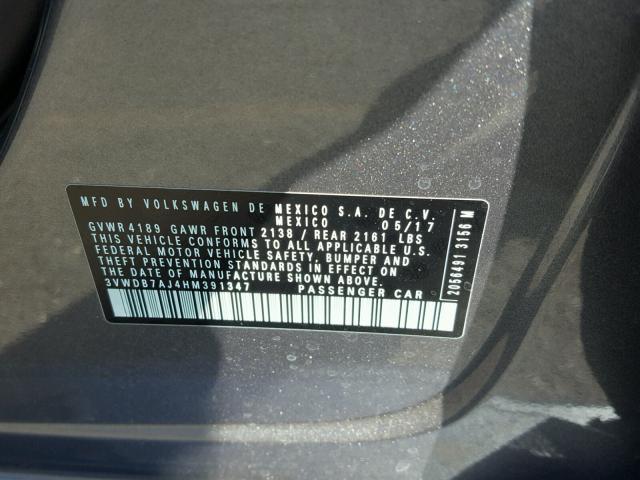 MFD BY VOLKSWAGEN DE MEXICO S.A. DE C.V.
MEXICO 05/17
GVWR 4189 GAWR FRONT 2138 / REAR 2161 LBS
THIS VEHICLE CONFORMS TO ALL APPLICABLE U.S.
FEDERAL MOTOR VEHICLE SAFETY, BUMPER AND
THEFT PREVENTION STANDARDS IN EFFECT ON
THE DATE OF MANUFACTURE SHOWN ABOVE.
3VWDB7AJ4HM391347 PASSENGER CAR
2056491 3156 M